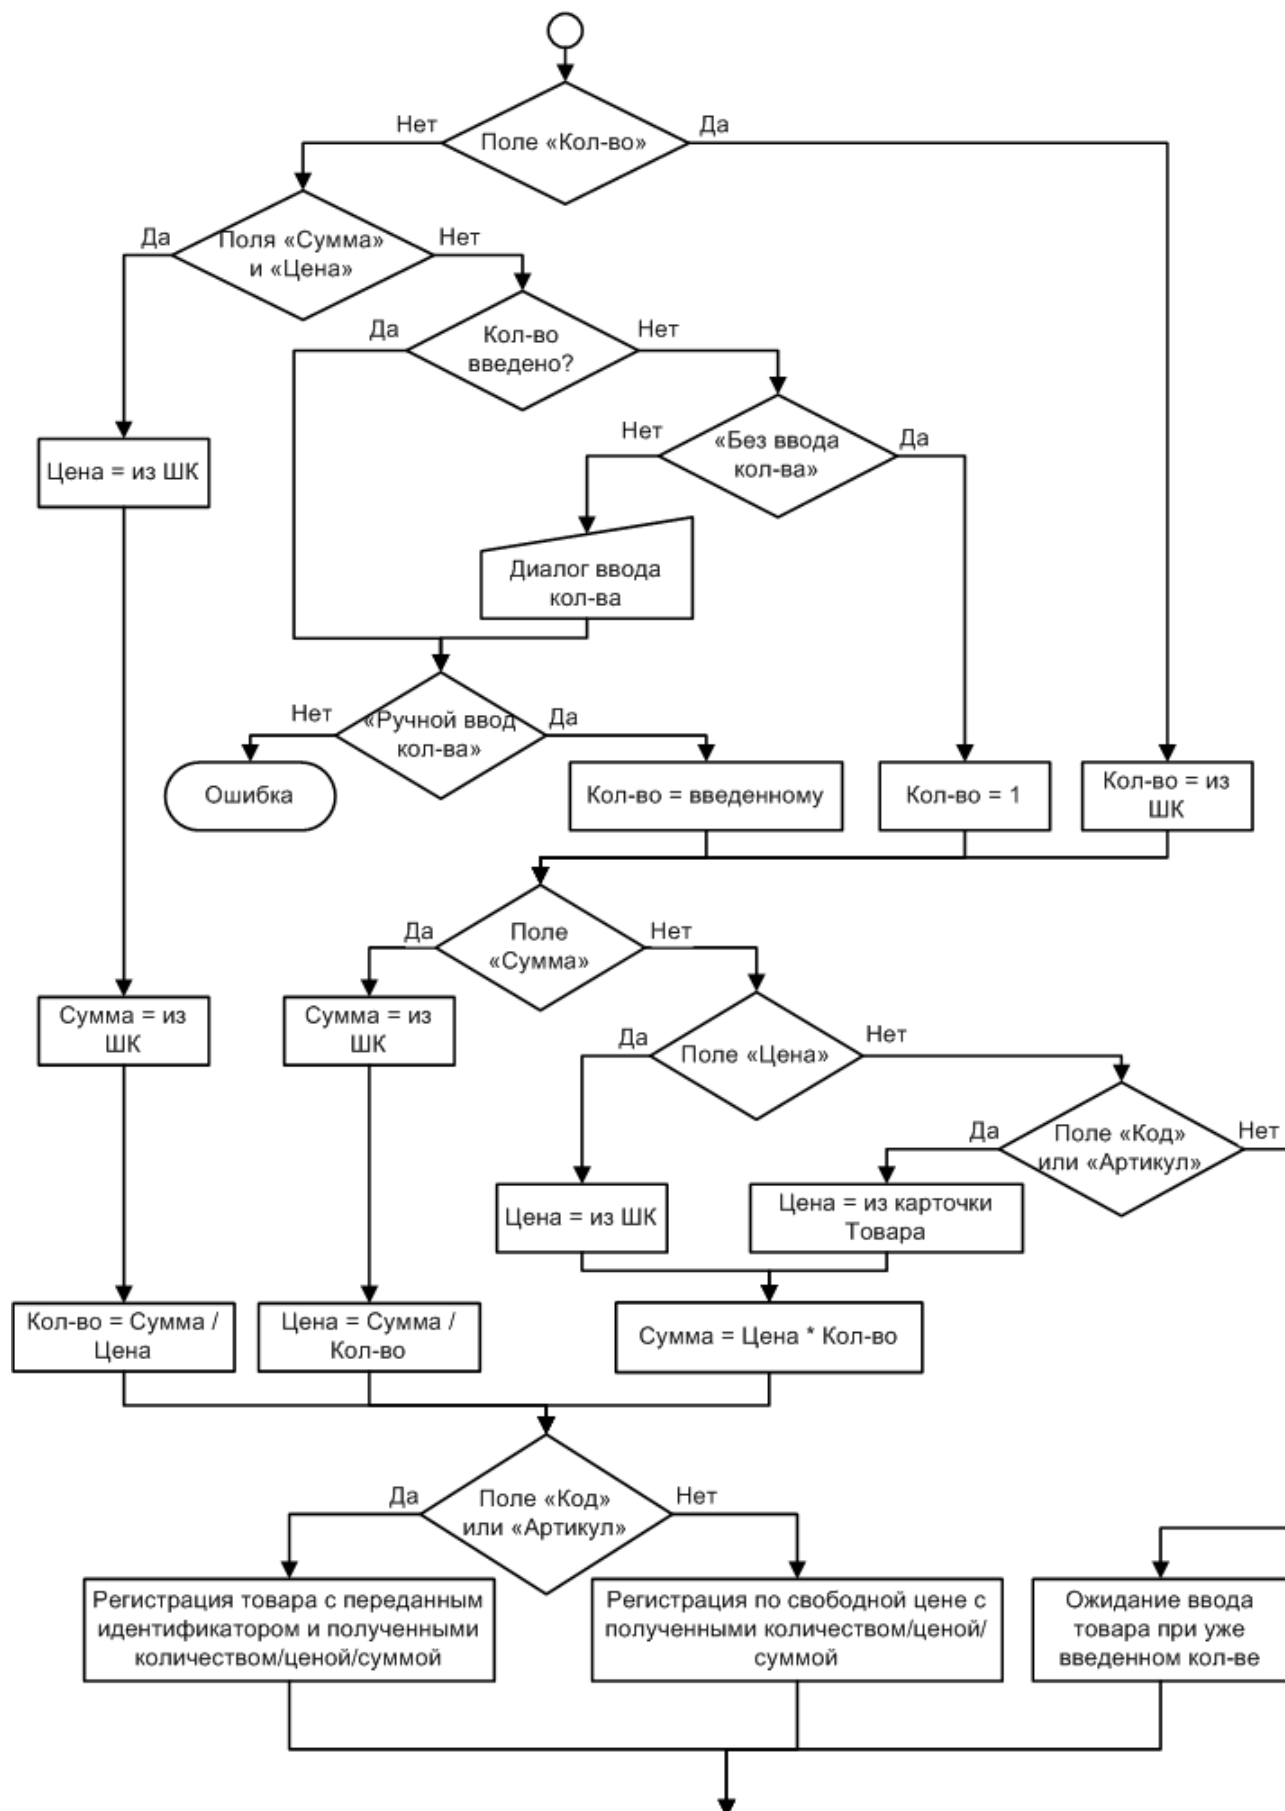 Нет
Да
Поле «Кол-во»
Да
Поля «Сумма»
и «Цена»
Нет
Да
Кол-во
введено?
Нет
Нет
«Без ввода
кол-ва»
Да
Цена = из ШК
Диалог ввода
кол-ва
Нет
«Ручной ввод
кол-ва»
Да
Ошибка
Кол-во = введенному
Кол-во = 1
Кол-во = из
ШК
Да
Поле
«Сумма»
Нет
Сумма = из
ШК
Сумма = из
ШК
Да
Поле «Цена»
Нет
Да
Поле «Код»
или «Артикул»
Нет
Цена = из ШК
Цена = из карточки
Товара
Кол-во = Сумма /
Цена
Цена = Сумма /
Кол-во
Сумма = Цена * Кол-во
Да
Поле «Код»
или «Артикул»
Нет
Регистрация товара с переданным
идентификатором и полученными
количеством/ценой/суммой
Регистрация по свободной цене с
полученными количеством/ценой/
суммой
Ожидание ввода
товара при уже
введенном кол-ве